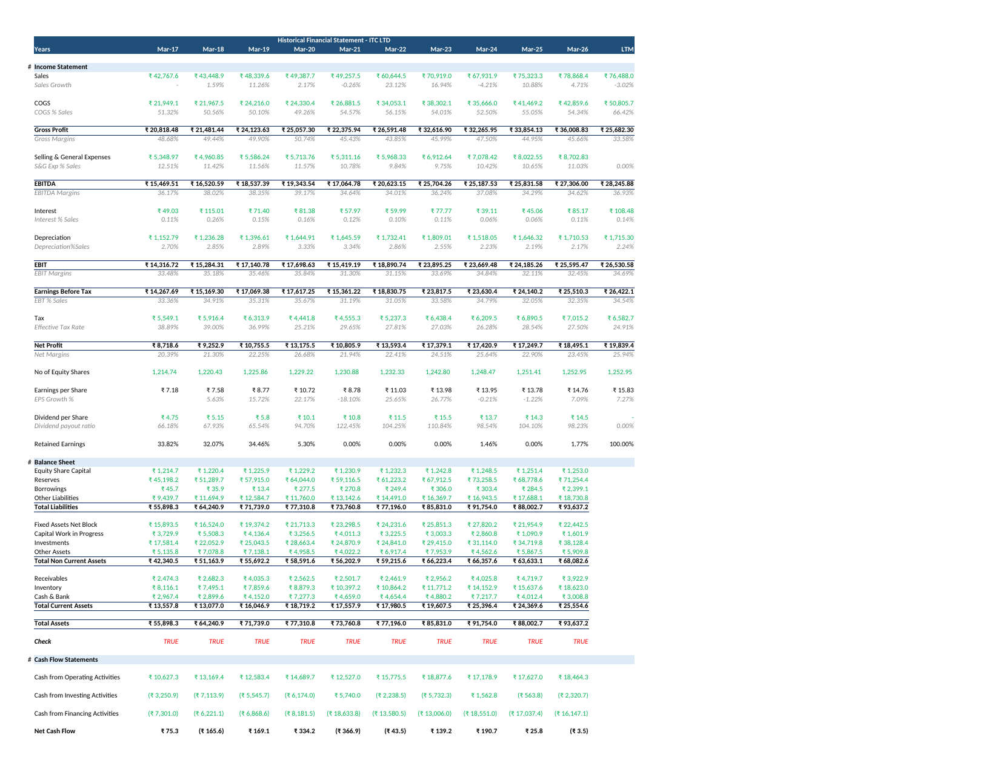 Historical Financial Statement - ITC LTD
Years Mar-17 Mar-18 Mar-19 Mar-20 Mar-21 Mar-22 Mar-23 Mar-24 Mar-25 Mar-26 LTM
# Income Statement
Sales ₹ 42,767.6 ₹ 43,448.9 ₹ 48,339.6 ₹ 49,387.7 ₹ 49,257.5 ₹ 60,644.5 ₹ 70,919.0 ₹ 67,931.9 ₹ 75,323.3 ₹ 78,868.4 ₹ 76,488.0
Sales Growth - 1.59% 11.26% 2.17% -0.26% 23.12% 16.94% -4.21% 10.88% 4.71% -3.02%
COGS ₹ 21,949.1 ₹ 21,967.5 ₹ 24,216.0 ₹ 24,330.4 ₹ 26,881.5 ₹ 34,053.1 ₹ 38,302.1 ₹ 35,666.0 ₹ 41,469.2 ₹ 42,859.6 ₹ 50,805.7
COGS % Sales 51.32% 50.56% 50.10% 49.26% 54.57% 56.15% 54.01% 52.50% 55.05% 54.34% 66.42%
Gross Profit ₹ 20,818.48 ₹ 21,481.44 ₹ 24,123.63 ₹ 25,057.30 ₹ 22,375.94 ₹ 26,591.48 ₹ 32,616.90 ₹ 32,265.95 ₹ 33,854.13 ₹ 36,008.83 ₹ 25,682.30
Gross Margins 48.68% 49.44% 49.90% 50.74% 45.43% 43.85% 45.99% 47.50% 44.95% 45.66% 33.58%
Selling & General Expenses ₹ 5,348.97 ₹ 4,960.85 ₹ 5,586.24 ₹ 5,713.76 ₹ 5,311.16 ₹ 5,968.33 ₹ 6,912.64 ₹ 7,078.42 ₹ 8,022.55 ₹ 8,702.83
S&G Exp % Sales 12.51% 11.42% 11.56% 11.57% 10.78% 9.84% 9.75% 10.42% 10.65% 11.03% 0.00%
EBITDA ₹ 15,469.51 ₹ 16,520.59 ₹ 18,537.39 ₹ 19,343.54 ₹ 17,064.78 ₹ 20,623.15 ₹ 25,704.26 ₹ 25,187.53 ₹ 25,831.58 ₹ 27,306.00 ₹ 28,245.88
EBITDA Margins 36.17% 38.02% 38.35% 39.17% 34.64% 34.01% 36.24% 37.08% 34.29% 34.62% 36.93%
Interest ₹ 49.03 ₹ 115.01 ₹ 71.40 ₹ 81.38 ₹ 57.97 ₹ 59.99 ₹ 77.77 ₹ 39.11 ₹ 45.06 ₹ 85.17 ₹ 108.48
Interest % Sales 0.11% 0.26% 0.15% 0.16% 0.12% 0.10% 0.11% 0.06% 0.06% 0.11% 0.14%
Depreciation ₹ 1,152.79 ₹ 1,236.28 ₹ 1,396.61 ₹ 1,644.91 ₹ 1,645.59 ₹ 1,732.41 ₹ 1,809.01 ₹ 1,518.05 ₹ 1,646.32 ₹ 1,710.53 ₹ 1,715.30
Depreciation%Sales 2.70% 2.85% 2.89% 3.33% 3.34% 2.86% 2.55% 2.23% 2.19% 2.17% 2.24%
EBIT ₹ 14,316.72 ₹ 15,284.31 ₹ 17,140.78 ₹ 17,698.63 ₹ 15,419.19 ₹ 18,890.74 ₹ 23,895.25 ₹ 23,669.48 ₹ 24,185.26 ₹ 25,595.47 ₹ 26,530.58
EBIT Margins 33.48% 35.18% 35.46% 35.84% 31.30% 31.15% 33.69% 34.84% 32.11% 32.45% 34.69%
Earnings Before Tax ₹ 14,267.69 ₹ 15,169.30 ₹ 17,069.38 ₹ 17,617.25 ₹ 15,361.22 ₹ 18,830.75 ₹ 23,817.5 ₹ 23,630.4 ₹ 24,140.2 ₹ 25,510.3 ₹ 26,422.1
EBT % Sales 33.36% 34.91% 35.31% 35.67% 31.19% 31.05% 33.58% 34.79% 32.05% 32.35% 34.54%
Tax ₹ 5,549.1 ₹ 5,916.4 ₹ 6,313.9 ₹ 4,441.8 ₹ 4,555.3 ₹ 5,237.3 ₹ 6,438.4 ₹ 6,209.5 ₹ 6,890.5 ₹ 7,015.2 ₹ 6,582.7
Effective Tax Rate 38.89% 39.00% 36.99% 25.21% 29.65% 27.81% 27.03% 26.28% 28.54% 27.50% 24.91%
Net Profit ₹ 8,718.6 ₹ 9,252.9 ₹ 10,755.5 ₹ 13,175.5 ₹ 10,805.9 ₹ 13,593.4 ₹ 17,379.1 ₹ 17,420.9 ₹ 17,249.7 ₹ 18,495.1 ₹ 19,839.4
Net Margins 20.39% 21.30% 22.25% 26.68% 21.94% 22.41% 24.51% 25.64% 22.90% 23.45% 25.94%
No of Equity Shares 1,214.74 1,220.43 1,225.86 1,229.22 1,230.88 1,232.33 1,242.80 1,248.47 1,251.41 1,252.95 1,252.95
Earnings per Share ₹ 7.18 ₹ 7.58 ₹ 8.77 ₹ 10.72 ₹ 8.78 ₹ 11.03 ₹ 13.98 ₹ 13.95 ₹ 13.78 ₹ 14.76 ₹ 15.83
EPS Growth % 5.63% 15.72% 22.17% -18.10% 25.65% 26.77% -0.21% -1.22% 7.09% 7.27%
Dividend per Share ₹ 4.75 ₹ 5.15 ₹ 5.8 ₹ 10.1 ₹ 10.8 ₹ 11.5 ₹ 15.5 ₹ 13.7 ₹ 14.3 ₹ 14.5 -
Dividend payout ratio 66.18% 67.93% 65.54% 94.70% 122.45% 104.25% 110.84% 98.54% 104.10% 98.23% 0.00%
Retained Earnings 33.82% 32.07% 34.46% 5.30% 0.00% 0.00% 0.00% 1.46% 0.00% 1.77% 100.00%
# Balance Sheet
Equity Share Capital ₹ 1,214.7 ₹ 1,220.4 ₹ 1,225.9 ₹ 1,229.2 ₹ 1,230.9 ₹ 1,232.3 ₹ 1,242.8 ₹ 1,248.5 ₹ 1,251.4 ₹ 1,253.0
Reserves ₹ 45,198.2 ₹ 51,289.7 ₹ 57,915.0 ₹ 64,044.0 ₹ 59,116.5 ₹ 61,223.2 ₹ 67,912.5 ₹ 73,258.5 ₹ 68,778.6 ₹ 71,254.4
Borrowings ₹ 45.7 ₹ 35.9 ₹ 13.4 ₹ 277.5 ₹ 270.8 ₹ 249.4 ₹ 306.0 ₹ 303.4 ₹ 284.5 ₹ 2,399.1
Other Liabilities ₹ 9,439.7 ₹ 11,694.9 ₹ 12,584.7 ₹ 11,760.0 ₹ 13,142.6 ₹ 14,491.0 ₹ 16,369.7 ₹ 16,943.5 ₹ 17,688.1 ₹ 18,730.8
Total Liabilities ₹ 55,898.3 ₹ 64,240.9 ₹ 71,739.0 ₹ 77,310.8 ₹ 73,760.8 ₹ 77,196.0 ₹ 85,831.0 ₹ 91,754.0 ₹ 88,002.7 ₹ 93,637.2
Fixed Assets Net Block ₹ 15,893.5 ₹ 16,524.0 ₹ 19,374.2 ₹ 21,713.3 ₹ 23,298.5 ₹ 24,231.6 ₹ 25,851.3 ₹ 27,820.2 ₹ 21,954.9 ₹ 22,442.5
Capital Work in Progress ₹ 3,729.9 ₹ 5,508.3 ₹ 4,136.4 ₹ 3,256.5 ₹ 4,011.3 ₹ 3,225.5 ₹ 3,003.3 ₹ 2,860.8 ₹ 1,090.9 ₹ 1,601.9
Investments ₹ 17,581.4 ₹ 22,052.9 ₹ 25,043.5 ₹ 28,663.4 ₹ 24,870.9 ₹ 24,841.0 ₹ 29,415.0 ₹ 31,114.0 ₹ 34,719.8 ₹ 38,128.4
Other Assets ₹ 5,135.8 ₹ 7,078.8 ₹ 7,138.1 ₹ 4,958.5 ₹ 4,022.2 ₹ 6,917.4 ₹ 7,953.9 ₹ 4,562.6 ₹ 5,867.5 ₹ 5,909.8
Total Non Current Assets ₹ 42,340.5 ₹ 51,163.9 ₹ 55,692.2 ₹ 58,591.6 ₹ 56,202.9 ₹ 59,215.6 ₹ 66,223.4 ₹ 66,357.6 ₹ 63,633.1 ₹ 68,082.6
Receivables ₹ 2,474.3 ₹ 2,682.3 ₹ 4,035.3 ₹ 2,562.5 ₹ 2,501.7 ₹ 2,461.9 ₹ 2,956.2 ₹ 4,025.8 ₹ 4,719.7 ₹ 3,922.9
Inventory ₹ 8,116.1 ₹ 7,495.1 ₹ 7,859.6 ₹ 8,879.3 ₹ 10,397.2 ₹ 10,864.2 ₹ 11,771.2 ₹ 14,152.9 ₹ 15,637.6 ₹ 18,623.0
Cash & Bank ₹ 2,967.4 ₹ 2,899.6 ₹ 4,152.0 ₹ 7,277.3 ₹ 4,659.0 ₹ 4,654.4 ₹ 4,880.2 ₹ 7,217.7 ₹ 4,012.4 ₹ 3,008.8
Total Current Assets ₹ 13,557.8 ₹ 13,077.0 ₹ 16,046.9 ₹ 18,719.2 ₹ 17,557.9 ₹ 17,980.5 ₹ 19,607.5 ₹ 25,396.4 ₹ 24,369.6 ₹ 25,554.6
Total Assets ₹ 55,898.3 ₹ 64,240.9 ₹ 71,739.0 ₹ 77,310.8 ₹ 73,760.8 ₹ 77,196.0 ₹ 85,831.0 ₹ 91,754.0 ₹ 88,002.7 ₹ 93,637.2
Check TRUE TRUE TRUE TRUE TRUE TRUE TRUE TRUE TRUE TRUE
# Cash Flow Statements
Cash from Operating Activities ₹ 10,627.3 ₹ 13,169.4 ₹ 12,583.4 ₹ 14,689.7 ₹ 12,527.0 ₹ 15,775.5 ₹ 18,877.6 ₹ 17,178.9 ₹ 17,627.0 ₹ 18,464.3
Cash from Investing Activities (₹ 3,250.9) (₹ 7,113.9) (₹ 5,545.7) (₹ 6,174.0) ₹ 5,740.0 (₹ 2,238.5) (₹ 5,732.3) ₹ 1,562.8 (₹ 563.8) (₹ 2,320.7)
Cash from Financing Activities (₹ 7,301.0) (₹ 6,221.1) (₹ 6,868.6) (₹ 8,181.5) (₹ 18,633.8) (₹ 13,580.5) (₹ 13,006.0) (₹ 18,551.0) (₹ 17,037.4) (₹ 16,147.1)
Net Cash Flow ₹ 75.3 (₹ 165.6) ₹ 169.1 ₹ 334.2 (₹ 366.9) (₹ 43.5) ₹ 139.2 ₹ 190.7 ₹ 25.8 (₹ 3.5)